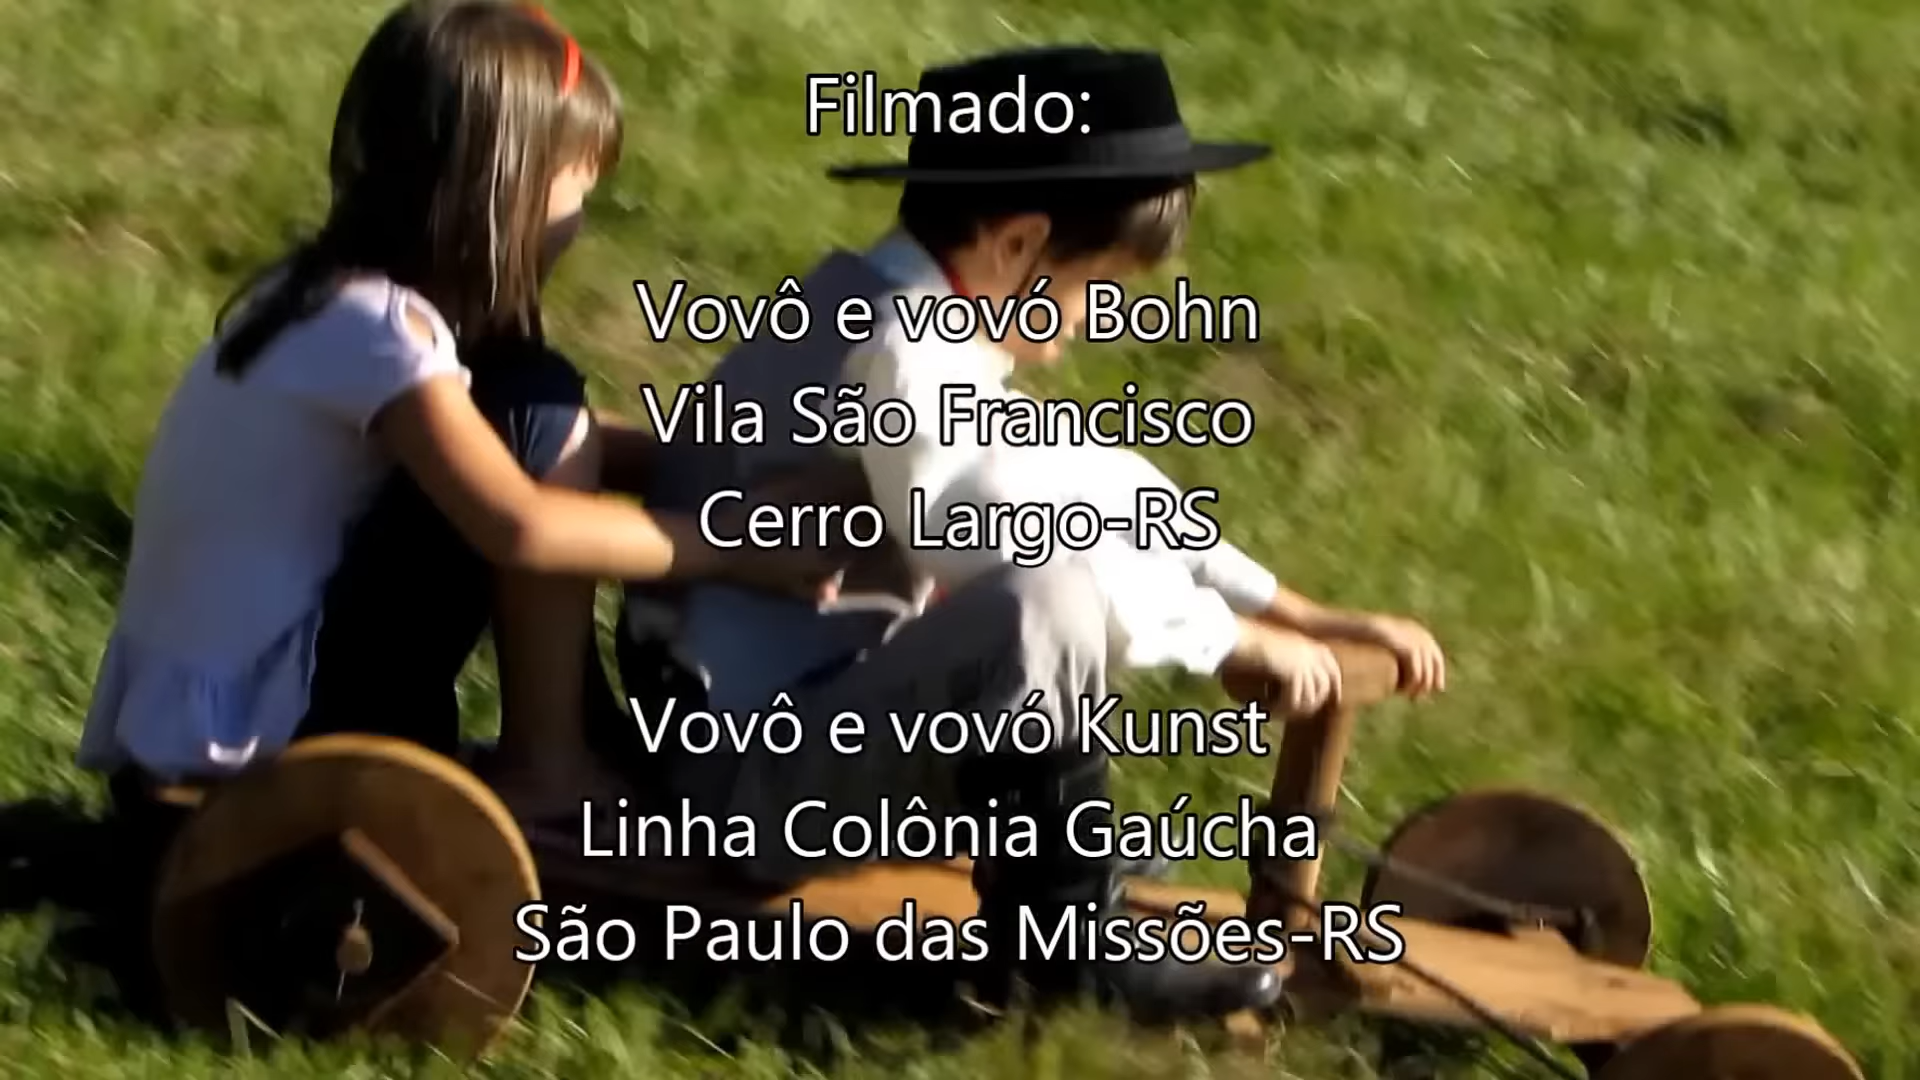 Filmado:
Vovô e vovó Bohn
Vila São Francisco
Cerro Largo-RS
Vovô e vovó Kunst
Linha Colônia Gaúcha
São Paulo das Missões-RS